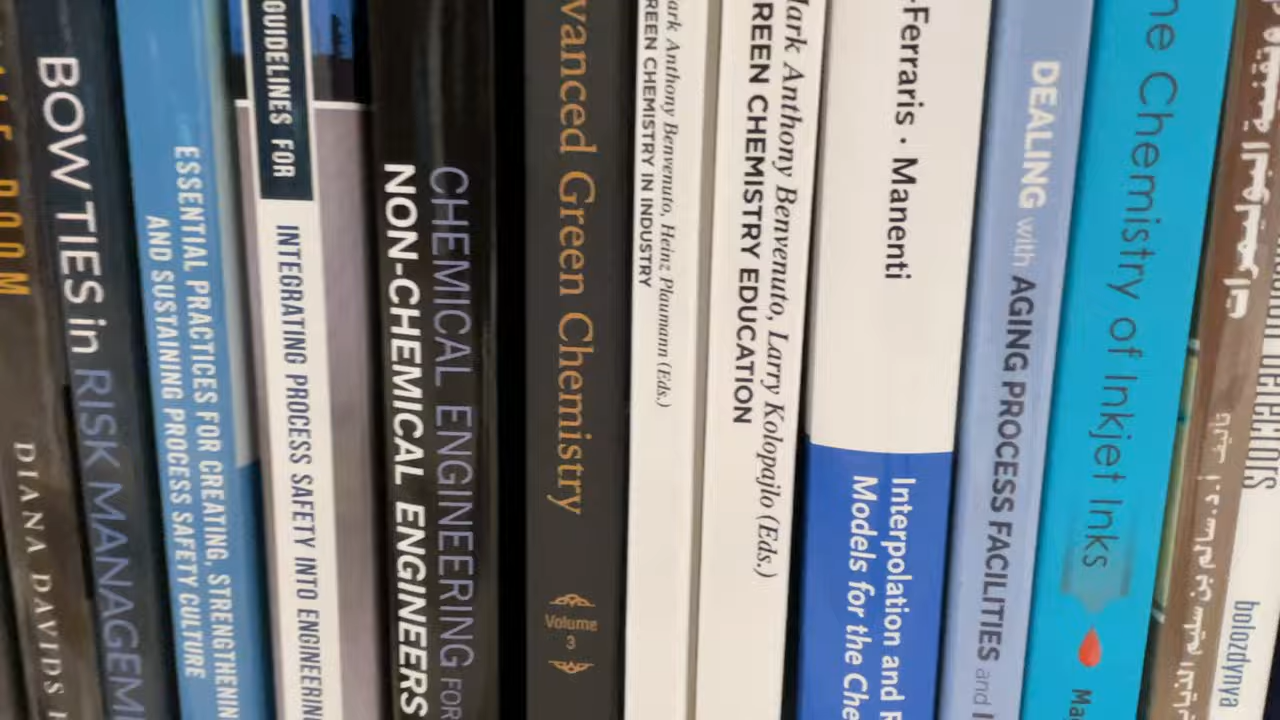 DIANA DAVIDS
BOW TIES in RISK MANAGEM
ESSENTIAL PRACTICES FOR CREATING, STRENGTHENIN
AND SUSTAINING PROCESS SAFETY CULTURE
GUIDELINES FOR
INTEGRATING PROCESS SAFETY INTO ENGINEERIN
CHEMICAL ENGINEERING FOR
NON-CHEMICAL ENGINEERS
vanced Green Chemistry
Volume
3
ark Anthony Benvenuto, Heinz Plaumann (Eds.)
REEN CHEMISTRY IN INDUSTRY
Mark Anthony Benvenuto, Larry Kolopajlo (Eds.)
REEN CHEMISTRY EDUCATION
-Ferraris · Manenti
Interpolation and R
Models for the Che
DEALING with AGING PROCESS FACILITIES and
he Chemistry of Inkjet Inks
Ma
Detectors
bolozdynya